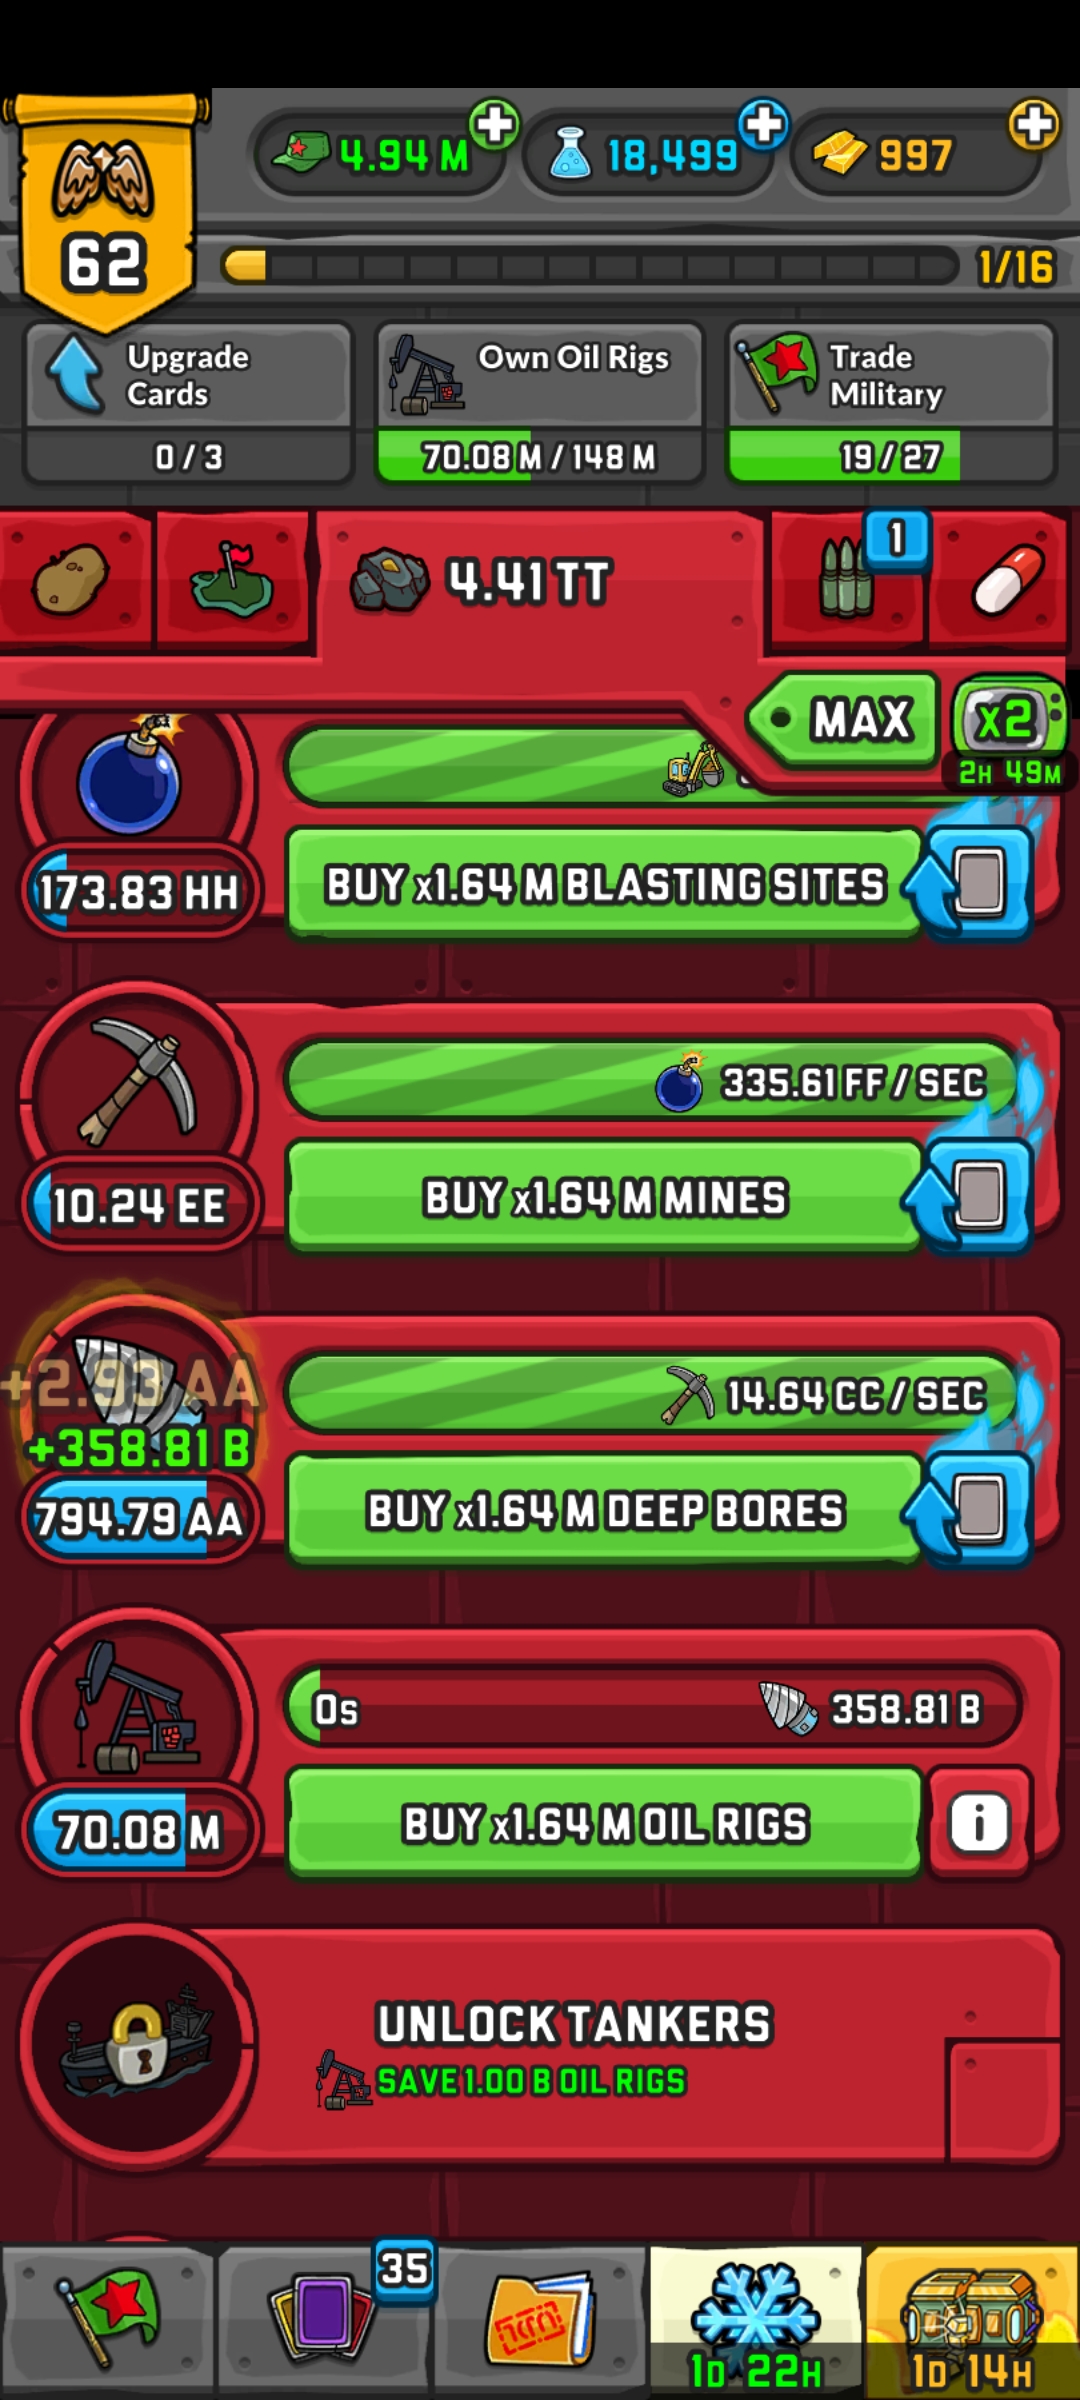 4.94 M
18,499
997
62
1/16
Upgrade
Cards
0 / 3
Own Oil Rigs
70.08 M / 148 M
Trade
Military
19 / 27
4.41 TT
1
MAX
x2
2H 49M
173.83 HH
BUY x1.64 M BLASTING SITES
335.61 FF / SEC
10.24 EE
BUY x1.64 M MINES
+2.93 AA
+358.81 B
14.64 CC / SEC
794.79 AA
BUY x1.64 M DEEP BORES
0s
358.81 B
70.08 M
BUY x1.64 M OIL RIGS
i
UNLOCK TANKERS
SAVE 1.00 B OIL RIGS
35
1D 22H
1D 14H